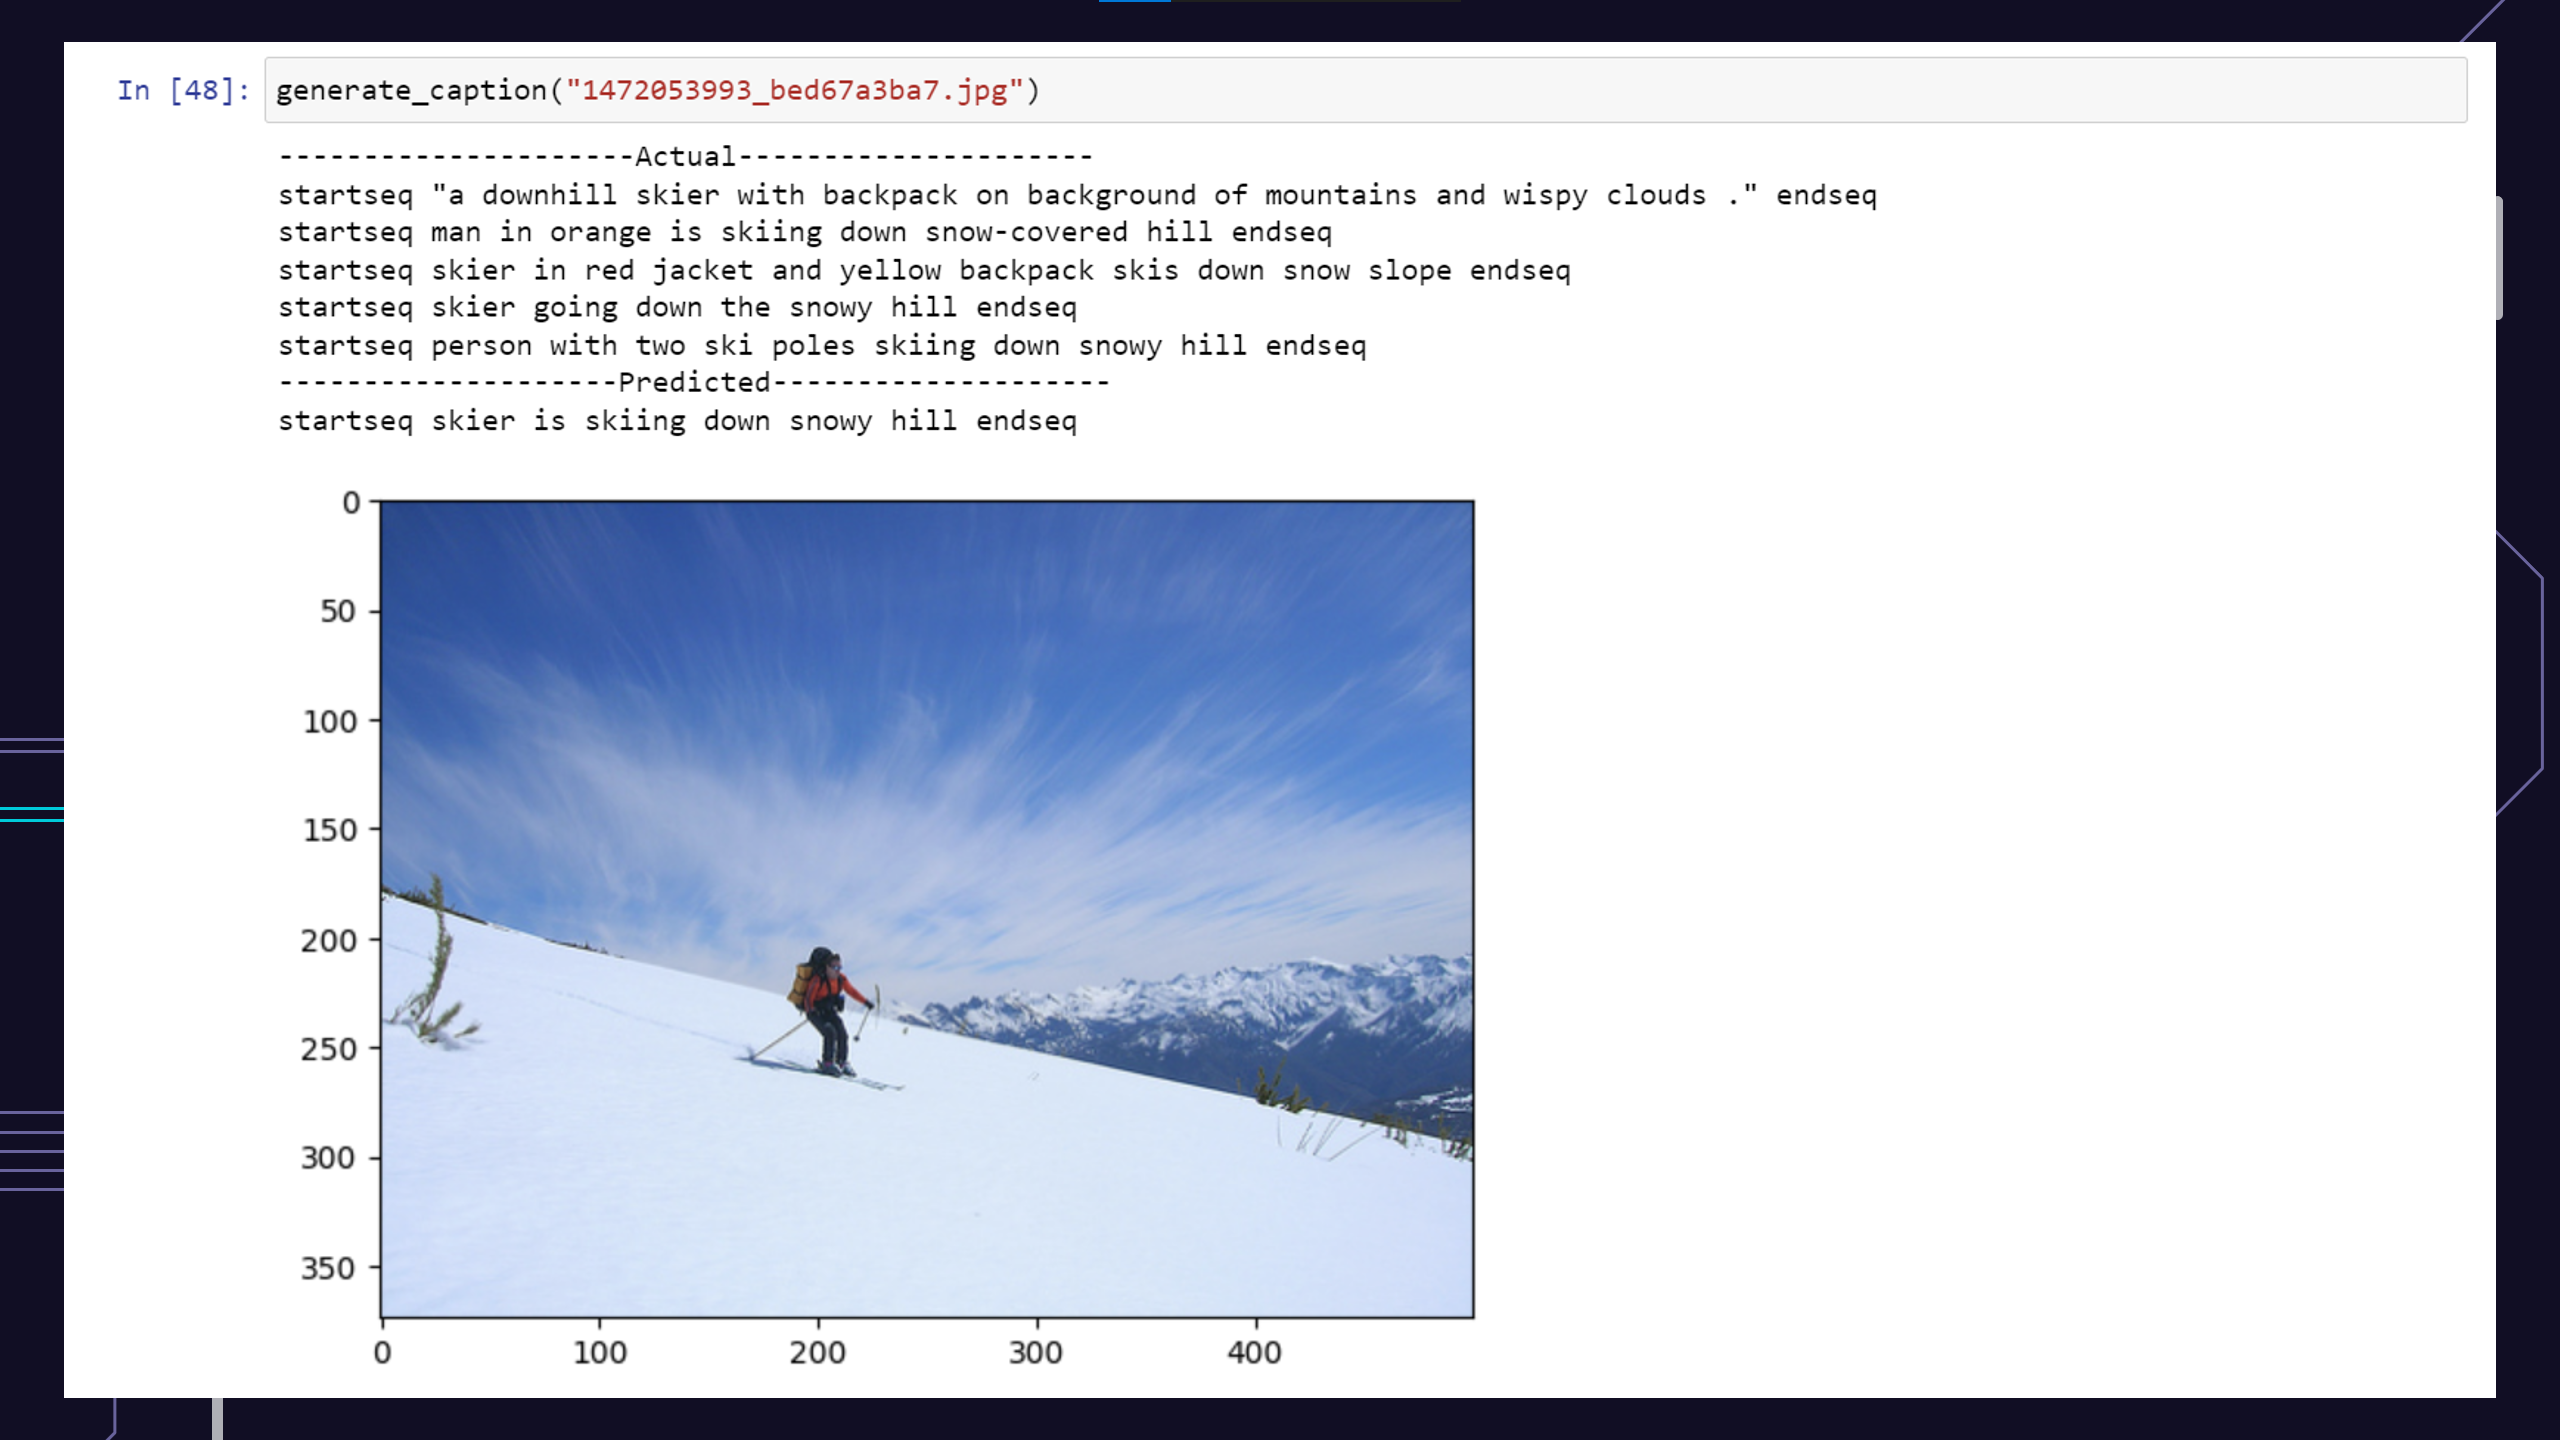 In [48]: generate_caption("1472053993_bed67a3ba7.jpg")
---------------------Actual---------------------
startseq "a downhill skier with backpack on background of mountains and wispy clouds ." endseq
startseq man in orange is skiing down snow-covered hill endseq
startseq skier in red jacket and yellow backpack skis down snow slope endseq
startseq skier going down the snowy hill endseq
startseq person with two ski poles skiing down snowy hill endseq
--------------------Predicted--------------------
startseq skier is skiing down snowy hill endseq
0
50
100
150
200
250
300
350
0 100 200 300 400